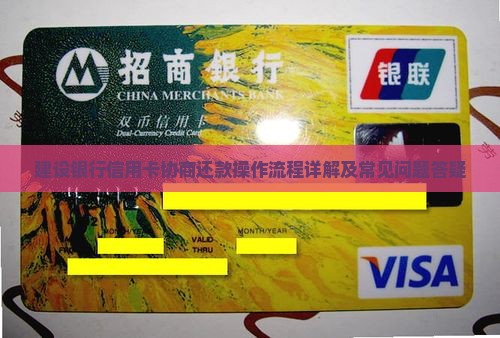 招商银行
CHINA MERCHANTS BANK
银联
双币信用卡
Dual-Currency Credit Card
建设银行信用卡协商还款操作流程详解及常见问题答疑
MONTH/YEAR
MONTH/YEAR
VALID
THRU
VISA